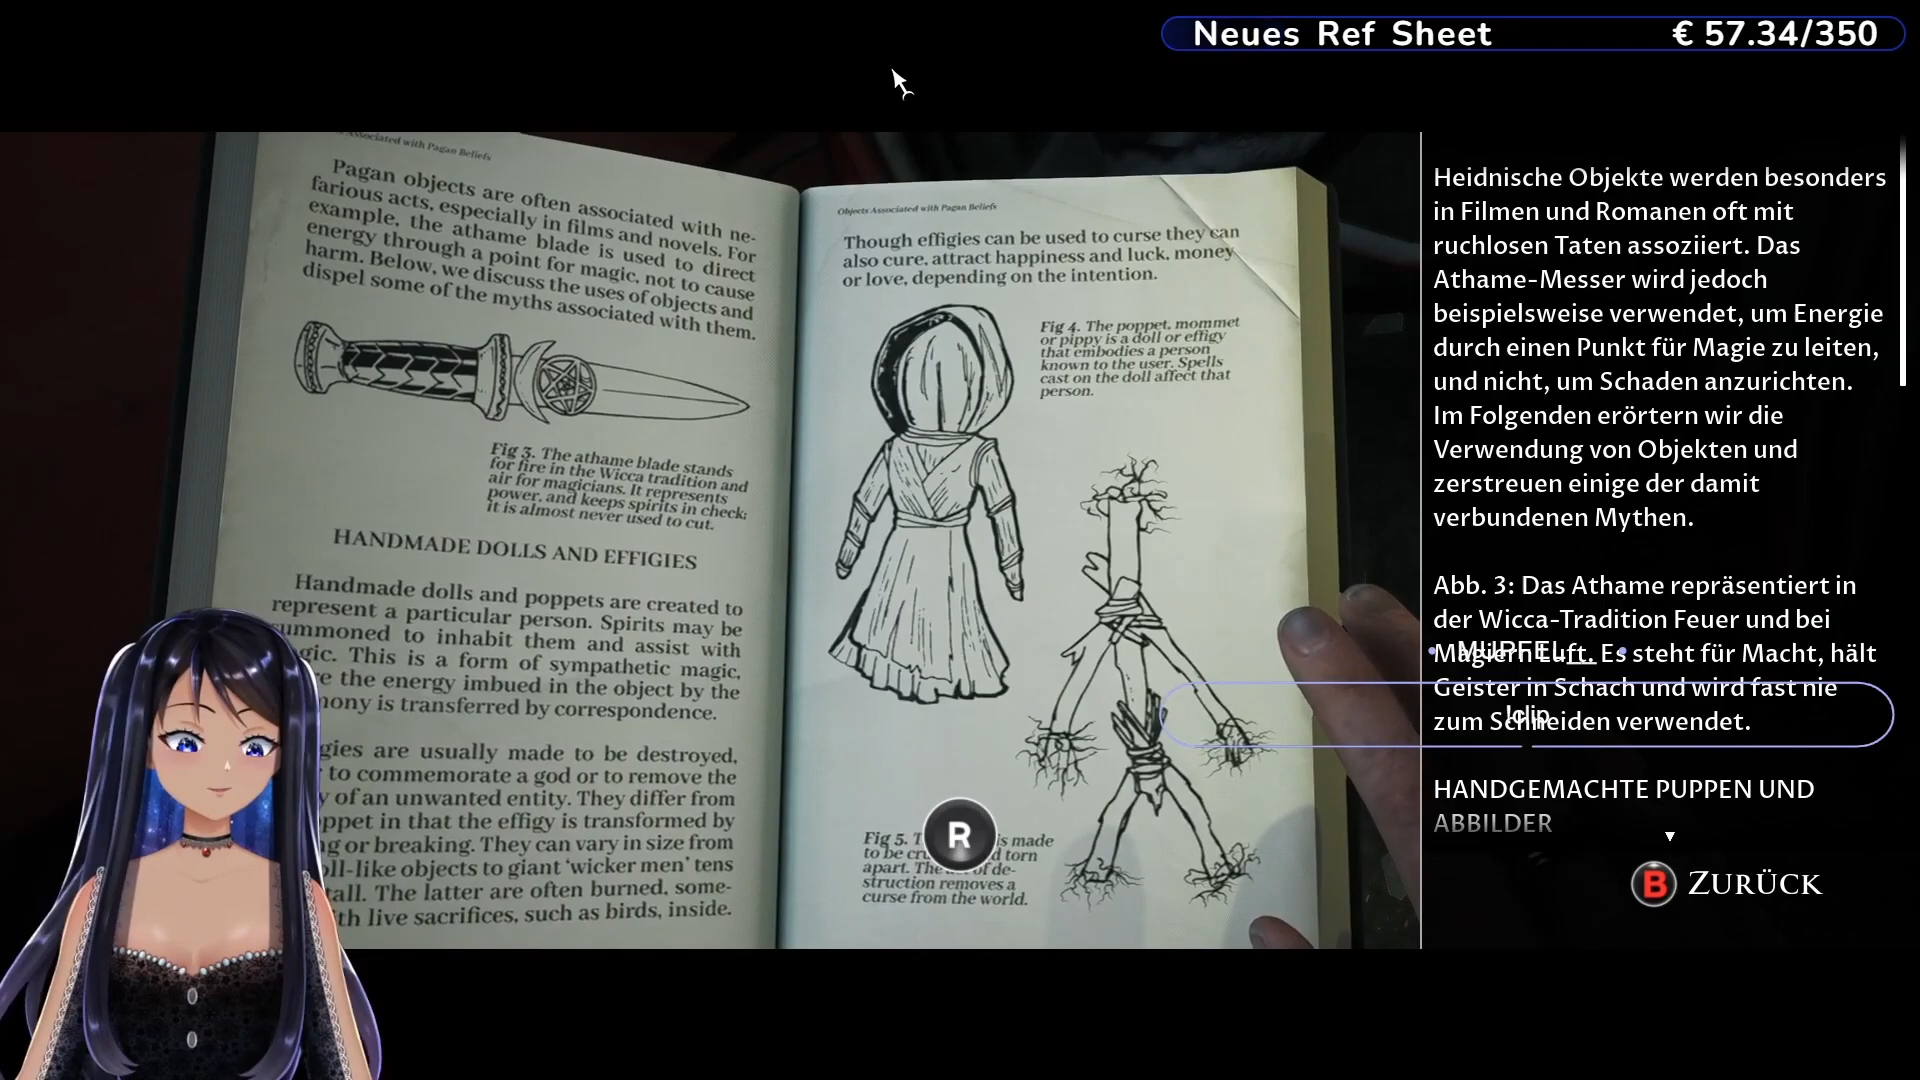 Neues Ref Sheet € 57.34/350
Associated with Pagan Beliefs
Pagan objects are often associated with ne-
farious acts, especially in films and novels. For
example, the athame blade is used to direct
energy through a point for magic, not to cause
harm. Below, we discuss the uses of objects and
dispel some of the myths associated with them.
Fig 3. The athame blade stands
for fire in the Wicca tradition and
air for magicians. It represents
power, and keeps spirits in check;
it is almost never used to cut.
HANDMADE DOLLS AND EFFIGIES
Handmade dolls and poppets are created to
represent a particular person. Spirits may be
summoned to inhabit them and assist with
gic. This is a form of sympathetic magic,
the energy imbued in the object by the
mony is transferred by correspondence.
gies are usually made to be destroyed,
to commemorate a god or to remove the
y of an unwanted entity. They differ from
ppet in that the effigy is transformed by
ng or breaking. They can vary in size from
oll-like objects to giant 'wicker men' tens
tall. The latter are often burned, some-
th live sacrifices, such as birds, inside.
Objects Associated with Pagan Beliefs
Though effigies can be used to curse they can
also cure, attract happiness and luck, money
or love, depending on the intention.
Fig 4. The poppet, mommet
or pippy is a doll or effigy
that embodies a person
known to the user. Spells
cast on the doll affect that
person.
Fig 5. is made
to be torn
apart. The of de-
struction removes a
curse from the world.
R
Heidnische Objekte werden besonders
in Filmen und Romanen oft mit
ruchlosen Taten assoziiert. Das
Athame-Messer wird jedoch
beispielsweise verwendet, um Energie
durch einen Punkt für Magie zu leiten,
und nicht, um Schaden anzurichten.
Im Folgenden erörtern wir die
Verwendung von Objekten und
zerstreuen einige der damit
verbundenen Mythen.
Abb. 3: Das Athame repräsentiert in
der Wicca-Tradition Feuer und bei
Magiern Luft. Es steht für Macht, hält
Geister in Schach und wird fast nie
zum Schneiden verwendet.
MUPFEL__
!clip
HANDGEMACHTE PUPPEN UND
ABBILDER
B ZURÜCK